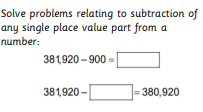 Solve problems relating to subtraction of
any single place value part from a
number:
381,920 – 900 =
381,920 – = 380,920